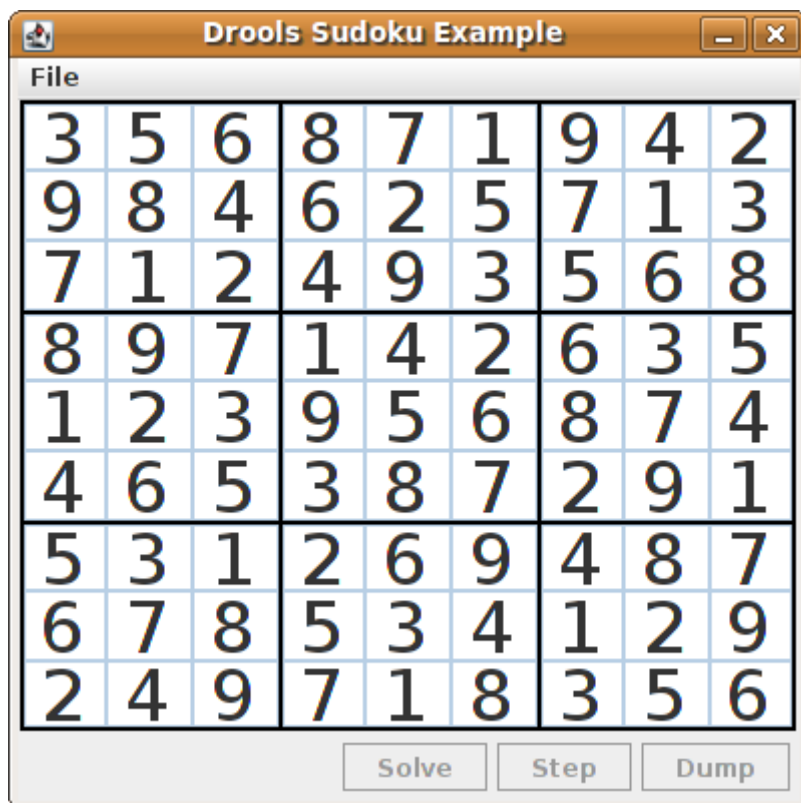 Drools Sudoku Example
File
3 5 6 8 7 1 9 4 2
9 8 4 6 2 5 7 1 3
7 1 2 4 9 3 5 6 8
8 9 7 1 4 2 6 3 5
1 2 3 9 5 6 8 7 4
4 6 5 3 8 7 2 9 1
5 3 1 2 6 9 4 8 7
6 7 8 5 3 4 1 2 9
2 4 9 7 1 8 3 5 6
Solve Step Dump